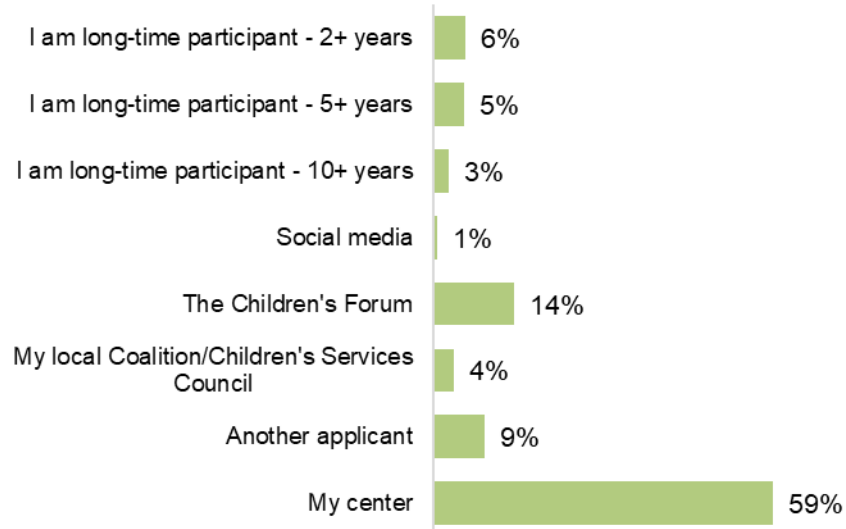 I am long-time participant - 2+ years 6%
I am long-time participant - 5+ years 5%
I am long-time participant - 10+ years 3%
Social media 1%
The Children's Forum 14%
My local Coalition/Children's Services
Council 4%
Another applicant 9%
My center 59%